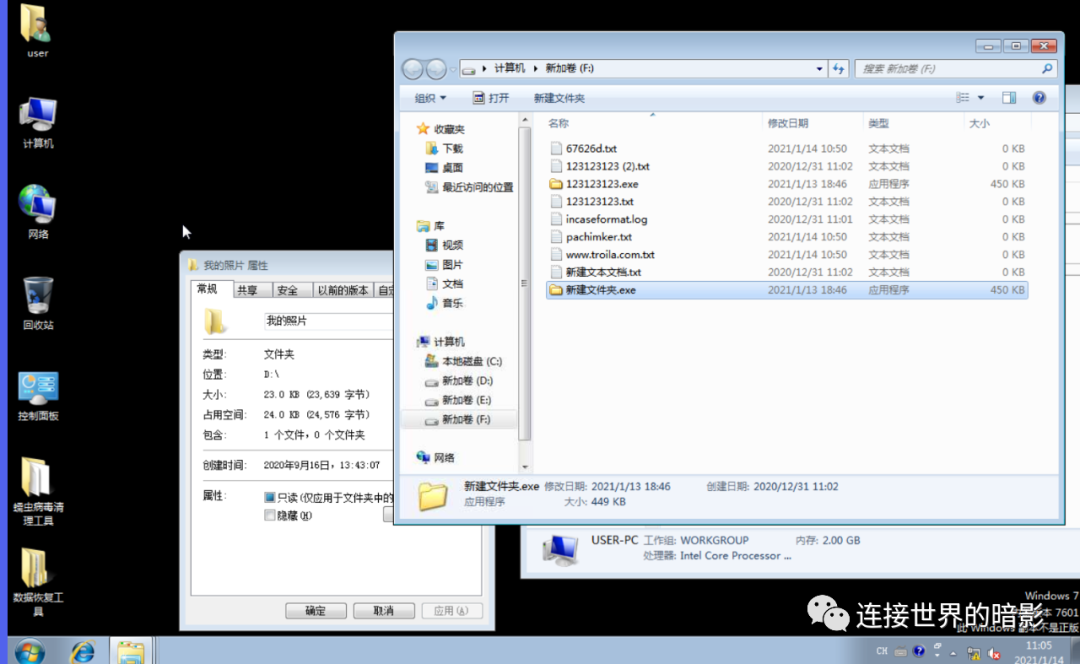 user
计算机
网络
回收站
控制面板
蠕虫病毒清
理工具
数据恢复工
具
我的照片 属性
常规
共享
安全
以前的版本
我的照片
类型: 文件夹
位置: D:\
大小: 23.0 KB (23,639 字节)
占用空间: 24.0 KB (24,576 字节)
包含: 1 个文件，0 个文件夹
创建时间: 2020年9月16日，13:43:07
属性: 只读(仅应用于文件夹中的
隐藏(H)
确定
取消
应用(A)
计算机 新加卷 (F:)
搜索 新加卷 (F:)
组织 打开 新建文件夹
收藏夹
下载
桌面
最近访问的位置
库
视频
图片
文档
音乐
计算机
本地磁盘 (C:)
新加卷 (D:)
新加卷 (E:)
新加卷 (F:)
网络
名称 修改日期 类型 大小
67626d.txt 2021/1/14 10:50 文本文档 0 KB
123123123 (2).txt 2020/12/31 11:02 文本文档 0 KB
123123123.exe 2021/1/13 18:46 应用程序 450 KB
123123123.txt 2020/12/31 11:02 文本文档 0 KB
incaseformat.log 2020/12/31 11:01 文本文档 0 KB
pachimker.txt 2021/1/14 10:50 文本文档 0 KB
www.troila.com.txt 2021/1/14 10:50 文本文档 0 KB
新建文本文档.txt 2020/12/31 11:02 文本文档 0 KB
新建文件夹.exe 2021/1/13 18:46 应用程序 450 KB
新建文件夹.exe 修改日期: 2021/1/13 18:46 创建日期: 2020/12/31 11:02
应用程序 大小: 449 KB
USER-PC 工作组: WORKGROUP 内存: 2.00 GB
处理器: Intel Core Processor ...
Windows 7
7601
此 Windows 副本不是正版
连接世界的暗影
CH
11:05
2021/1/14